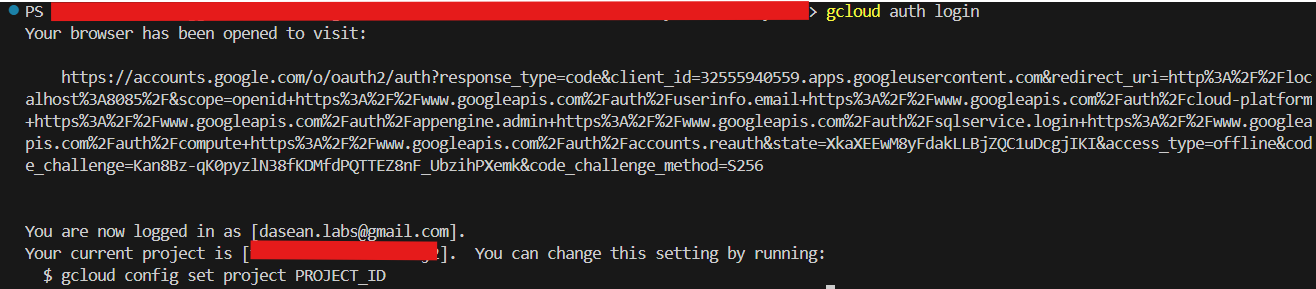 PS > gcloud auth login
Your browser has been opened to visit:
https://accounts.google.com/o/oauth2/auth?response_type=code&client_id=32555940559.apps.googleusercontent.com&redirect_uri=http%3A%2F%2Floc
alhost%3A8085%2F&scope=openid+https%3A%2F%2Fwww.googleapis.com%2Fauth%2Fuserinfo.email+https%3A%2F%2Fwww.googleapis.com%2Fauth%2Fcloud-platform
+https%3A%2F%2Fwww.googleapis.com%2Fauth%2Fappengine.admin+https%3A%2F%2Fwww.googleapis.com%2Fauth%2Fsqlservice.login+https%3A%2F%2Fwww.googlea
pis.com%2Fauth%2Fcompute+https%3A%2F%2Fwww.googleapis.com%2Fauth%2Faccounts.reauth&state=XkaXEEwM8yFdakLLBjZQC1uDcgjIKI&access_type=offline&cod
e_challenge=Kan8Bz-qK0pyzlN38fKDMfdPQTTEZ8nF_UbzihPXemk&code_challenge_method=S256
You are now logged in as [dasean.labs@gmail.com].
Your current project is [ ]. You can change this setting by running:
$ gcloud config set project PROJECT_ID